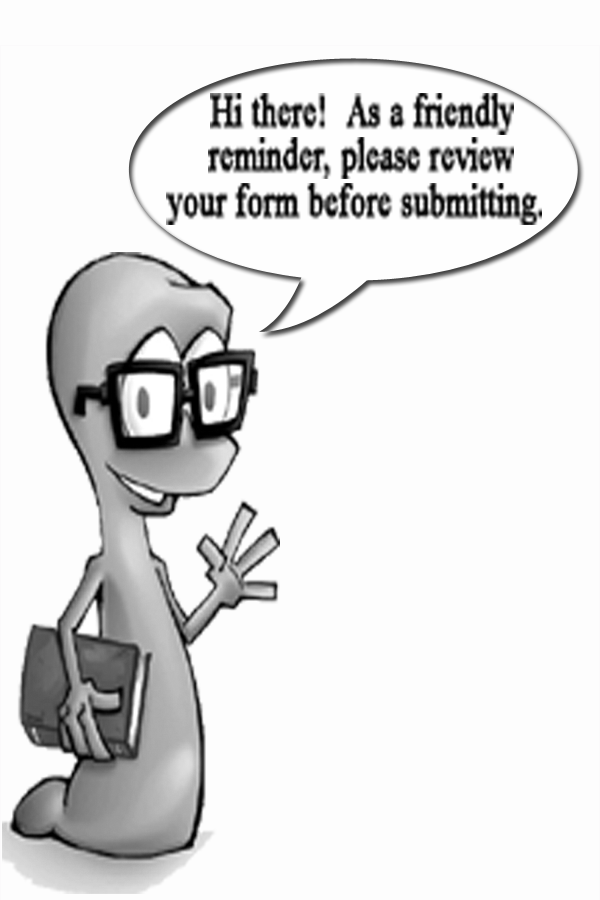 Hi there!  As a friendly
reminder, please review
your form before submitting.